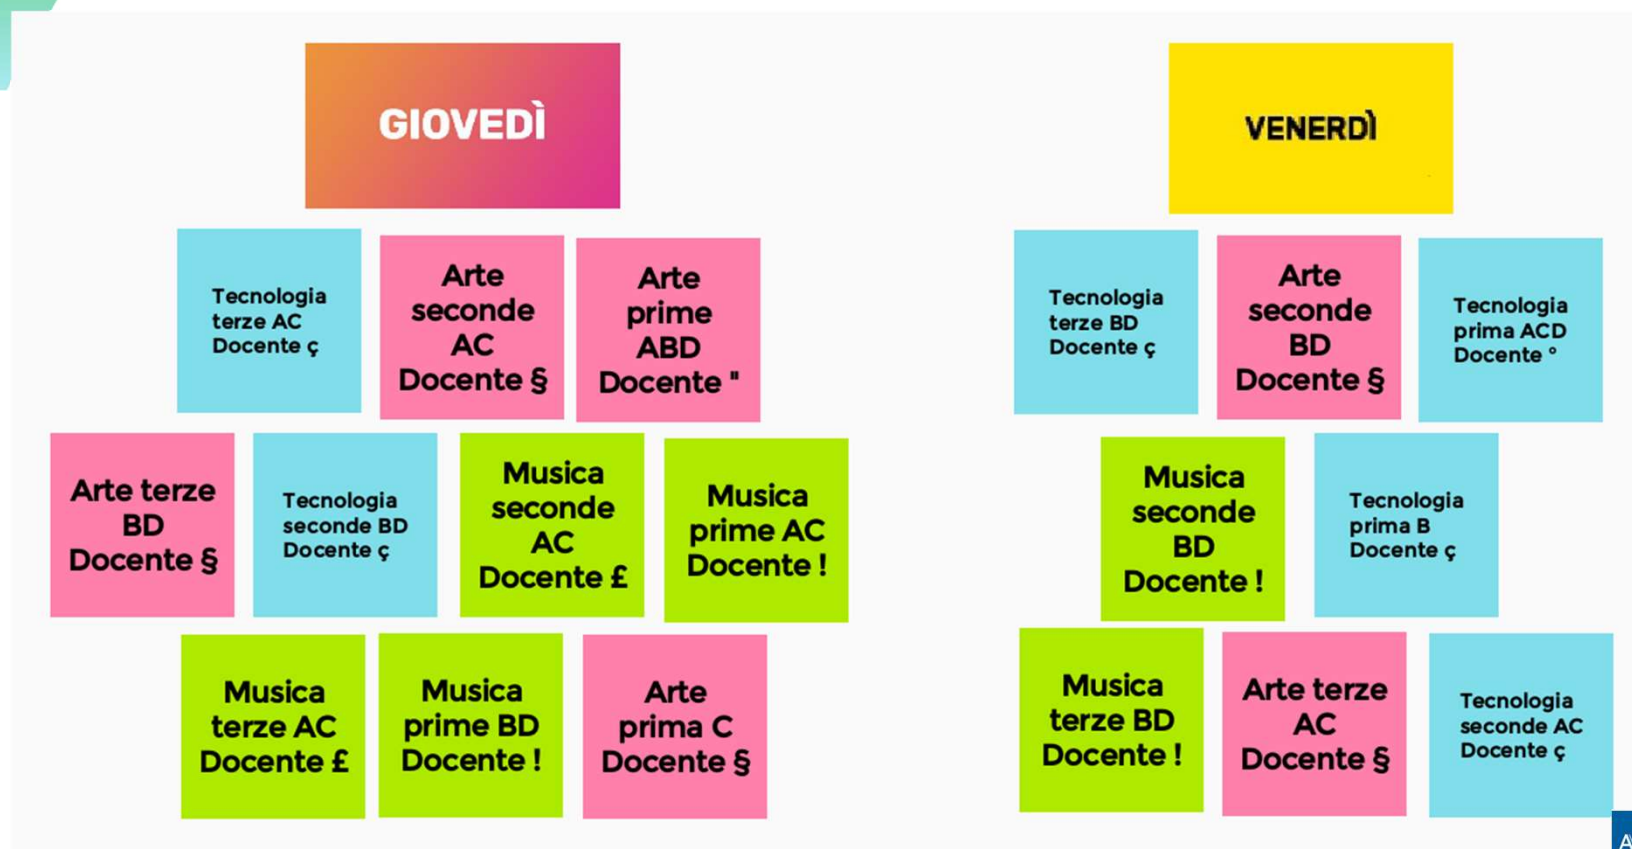 GIOVEDÌ
Tecnologia
terze AC
Docente ç
Arte
seconde
AC
Docente §
Arte
prime
ABD
Docente "
Arte terze
BD
Docente §
Tecnologia
seconde BD
Docente ç
Musica
seconde
AC
Docente £
Musica
prime AC
Docente !
Musica
terze AC
Docente £
Musica
prime BD
Docente !
Arte
prima C
Docente §
VENERDÌ
Tecnologia
terze BD
Docente ç
Arte
seconde
BD
Docente §
Tecnologia
prima ACD
Docente °
Musica
seconde
BD
Docente !
Tecnologia
prima B
Docente ç
Musica
terze BD
Docente !
Arte terze
AC
Docente §
Tecnologia
seconde AC
Docente ç